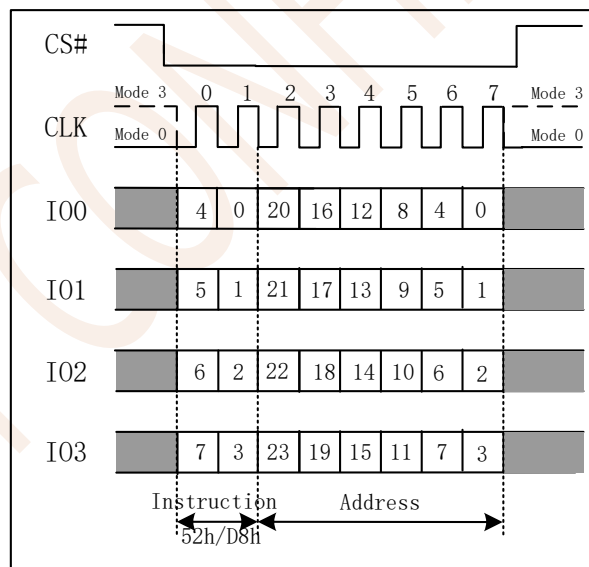 CS#
Mode 3 0 1 2 3 4 5 6 7 Mode 3
CLK
Mode 0 Mode 0
IO0 4 0 20 16 12 8 4 0
IO1 5 1 21 17 13 9 5 1
IO2 6 2 22 18 14 10 6 2
IO3 7 3 23 19 15 11 7 3
Instruction Address
52h/D8h